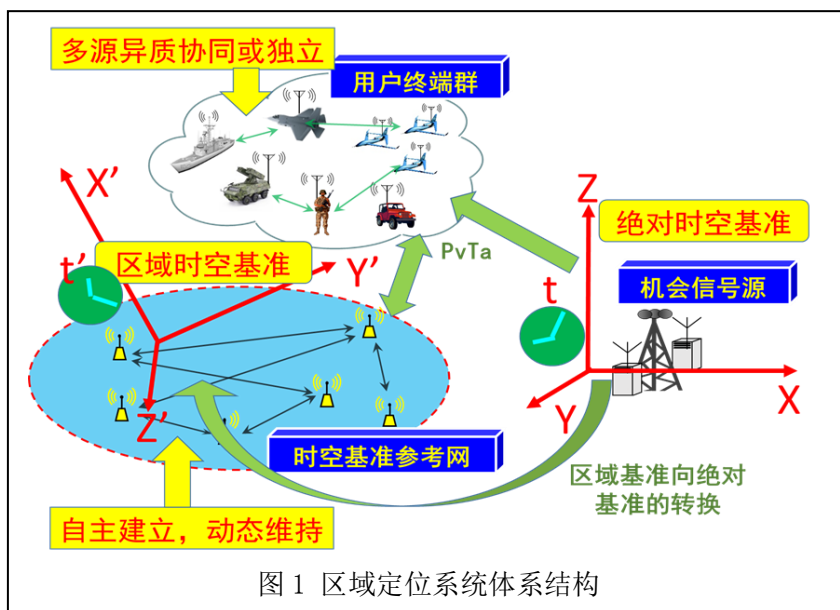 多源异质协同或独立
用户终端群
X'
Z
绝对时空基准
t'
区域时空基准
Y'
PvTa
t
机会信号源
Z'
Y
X
时空基准参考网
区域基准向绝对
基准的转换
自主建立，动态维持
图 1 区域定位系统体系结构